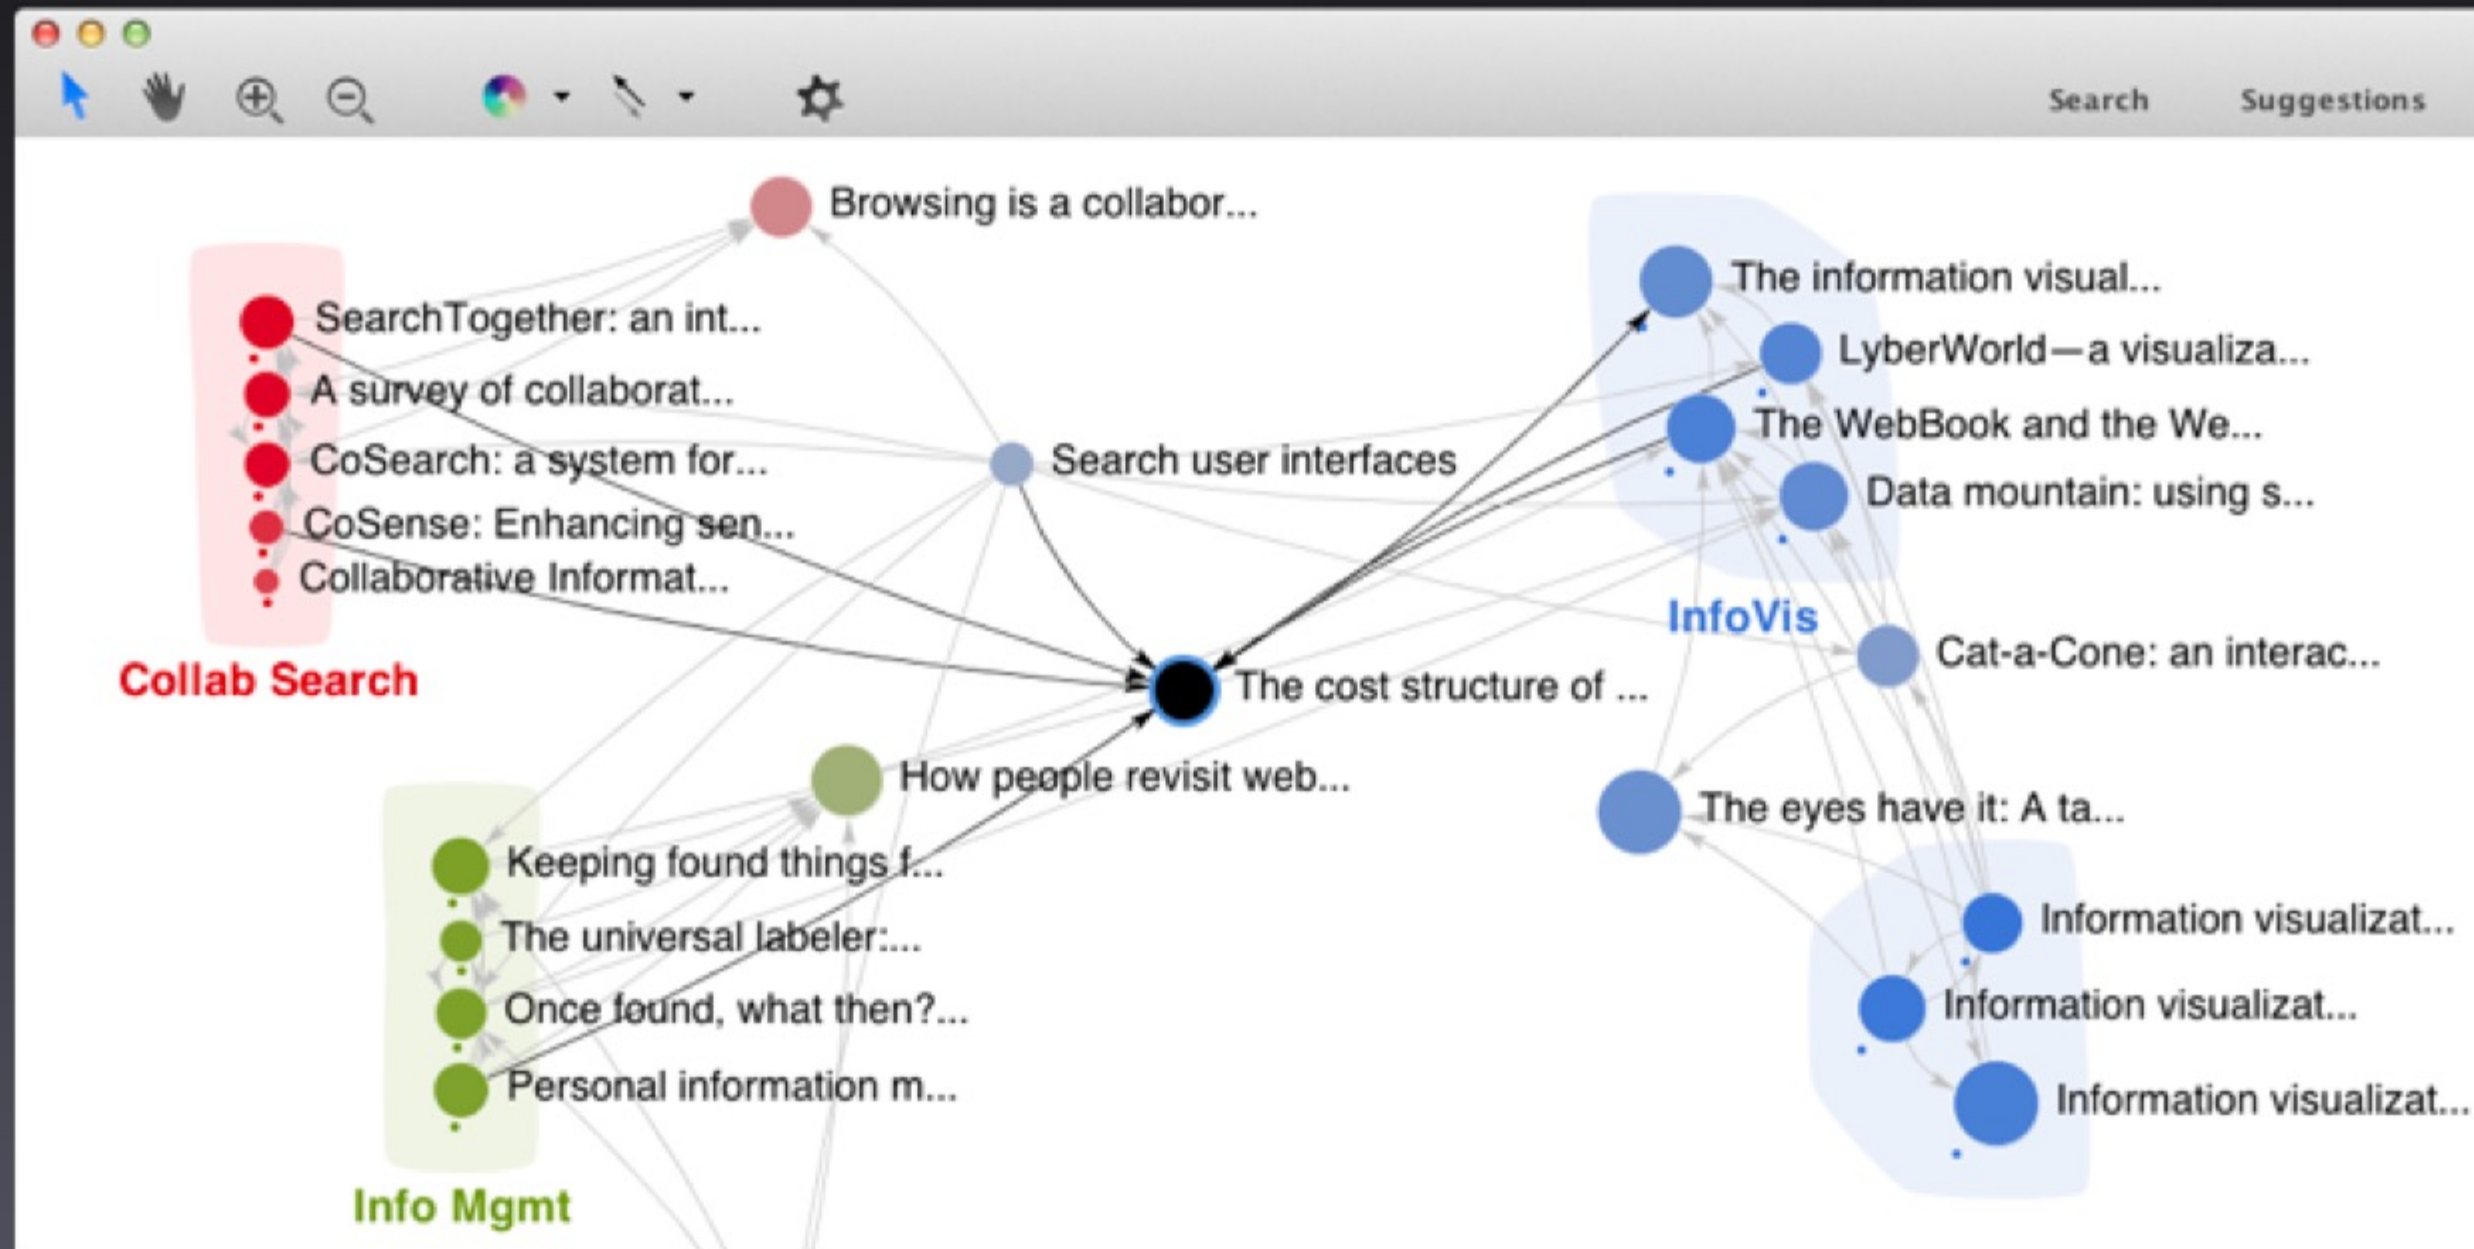 Search
Suggestions
Browsing is a collabor...
SearchTogether: an int...
A survey of collaborat...
CoSearch: a system for...
CoSense: Enhancing sen...
Collaborative Informat...
Collab Search
Search user interfaces
The information visual...
LyberWorld—a visualiza...
The WebBook and the We...
Data mountain: using s...
InfoVis
Cat-a-Cone: an interac...
The cost structure of ...
How people revisit web...
The eyes have it: A ta...
Keeping found things f...
The universal labeler:...
Once found, what then?...
Personal information m...
Info Mgmt
Information visualizat...
Information visualizat...
Information visualizat...